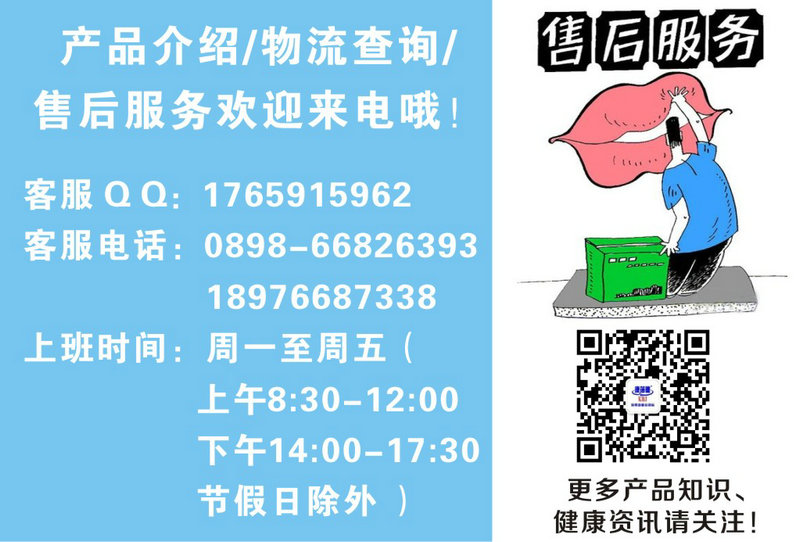 产品介绍/物流查询/
售后服务欢迎来电哦！
客服QQ：1765915962
客服电话：0898-66826393
18976687338
上班时间：周一至周五（
上午8:30-12:00
下午14:00-17:30
节假日除外 ）
售后服务
更多产品知识、
健康资讯请关注！